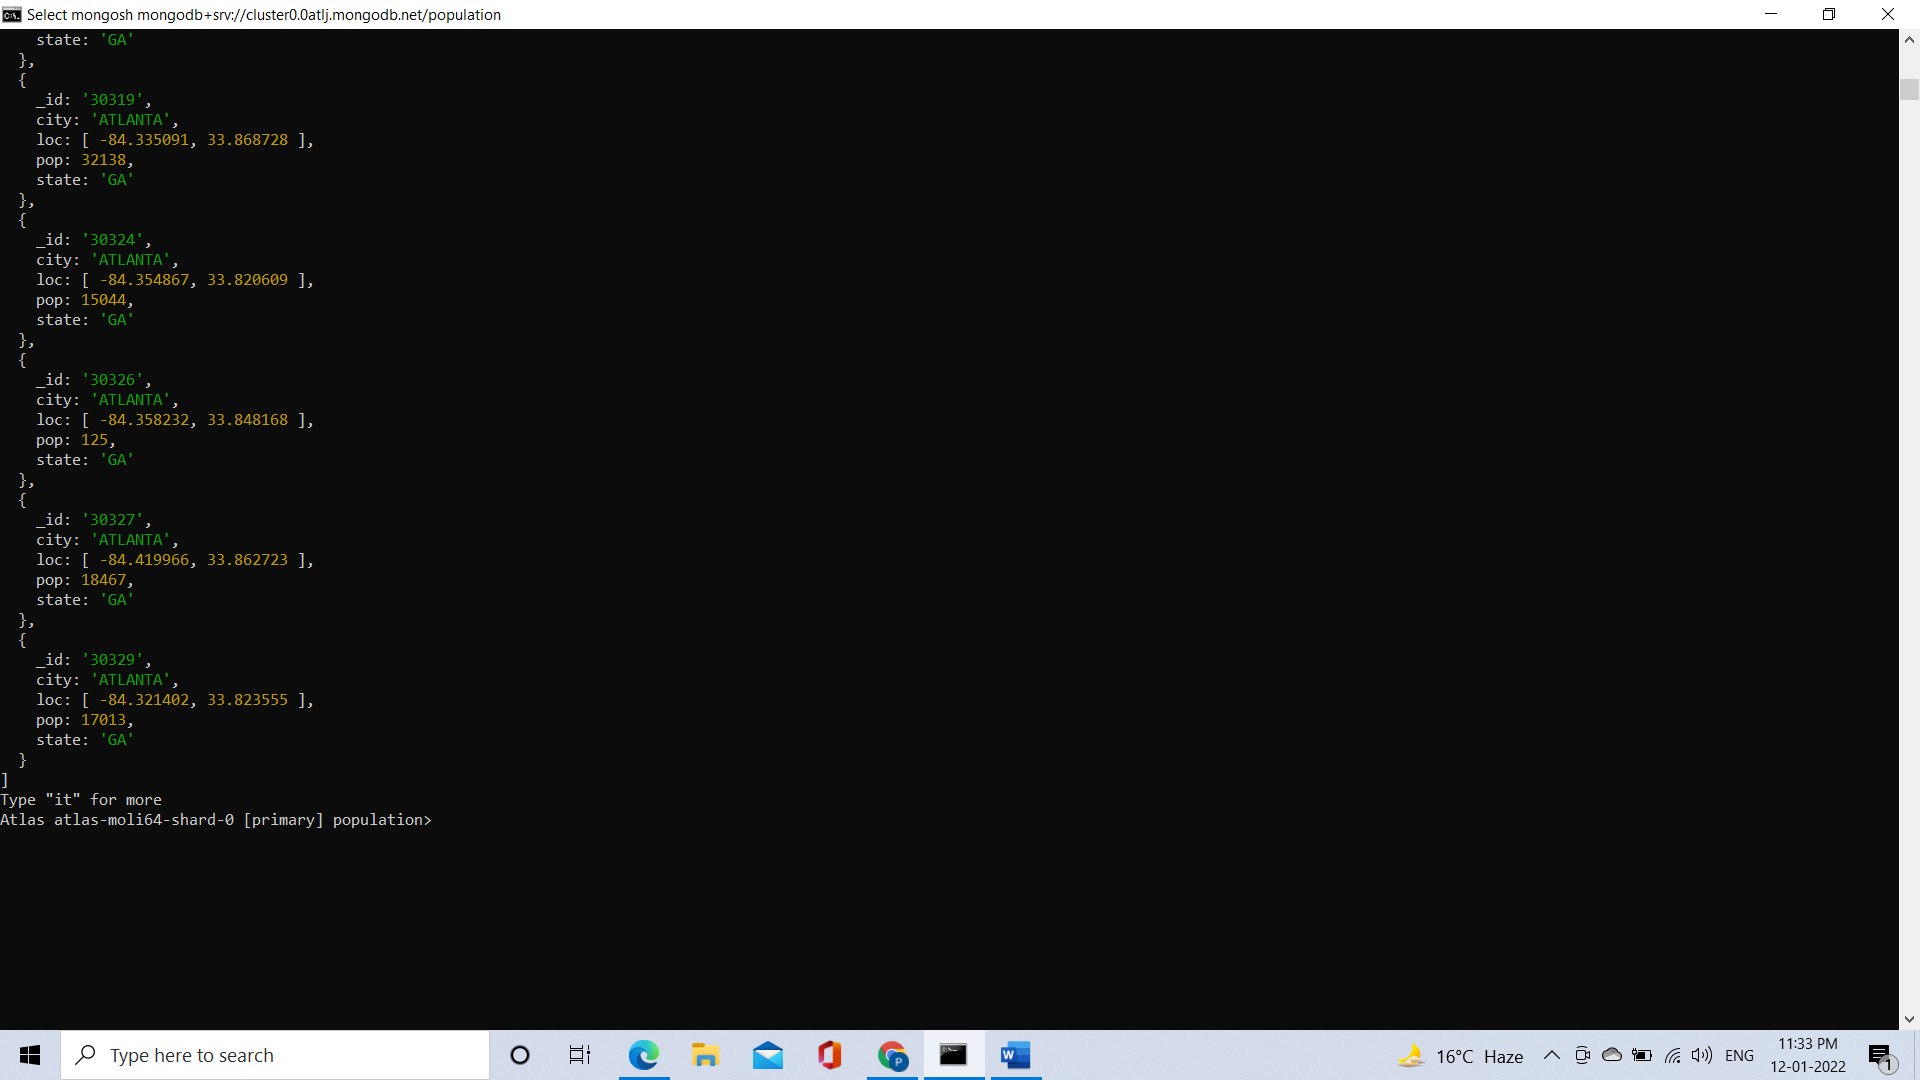 Select mongosh mongodb+srv://cluster0.0atlj.mongodb.net/population
    state: 'GA'
  },
  {
    _id: '30319',
    city: 'ATLANTA',
    loc: [ -84.335091, 33.868728 ],
    pop: 32138,
    state: 'GA'
  },
  {
    _id: '30324',
    city: 'ATLANTA',
    loc: [ -84.354867, 33.820609 ],
    pop: 15044,
    state: 'GA'
  },
  {
    _id: '30326',
    city: 'ATLANTA',
    loc: [ -84.358232, 33.848168 ],
    pop: 125,
    state: 'GA'
  },
  {
    _id: '30327',
    city: 'ATLANTA',
    loc: [ -84.419966, 33.862723 ],
    pop: 18467,
    state: 'GA'
  },
  {
    _id: '30329',
    city: 'ATLANTA',
    loc: [ -84.321402, 33.823555 ],
    pop: 17013,
    state: 'GA'
  }
]
Type "it" for more
Atlas atlas-moli64-shard-0 [primary] population>
Type here to search
16°C Haze
ENG
11:33 PM
12-01-2022
1